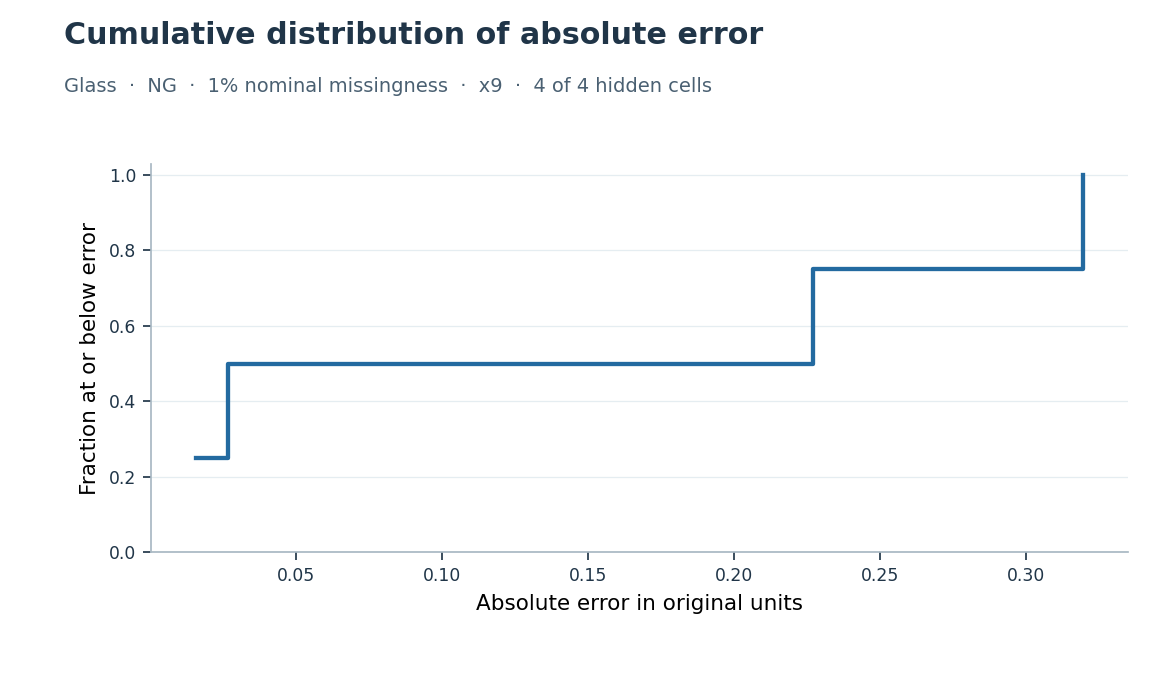 Cumulative distribution of absolute error
Glass · NG · 1% nominal missingness · x9 · 4 of 4 hidden cells
Fraction at or below error
1.0
0.8
0.6
0.4
0.2
0.0
0.05 0.10 0.15 0.20 0.25 0.30
Absolute error in original units